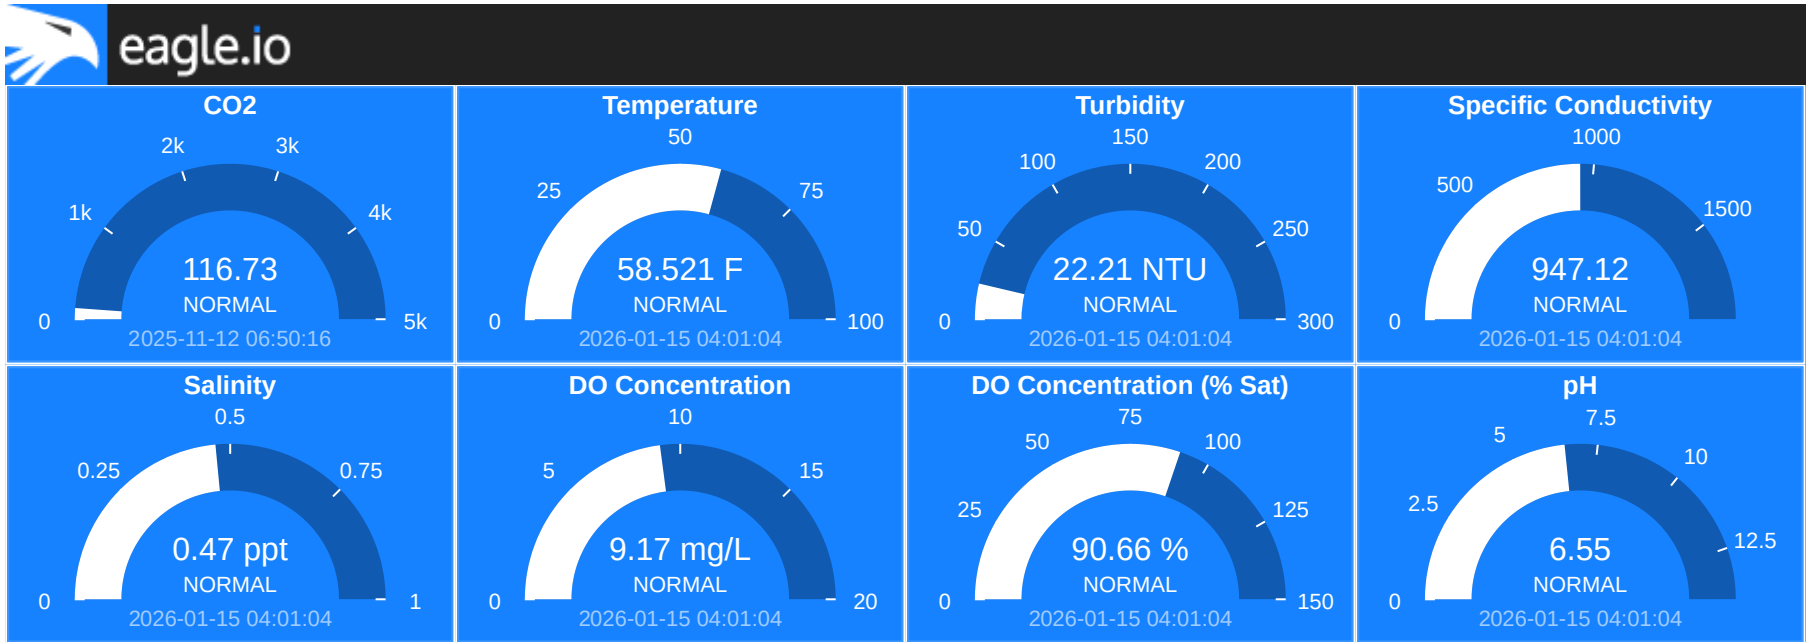 eagle.io
CO2
0
1k
2k
3k
4k
5k
116.73
NORMAL
2025-11-12 06:50:16
Temperature
0
25
50
75
100
58.521 F
NORMAL
2026-01-15 04:01:04
Turbidity
0
50
100
150
200
250
300
22.21 NTU
NORMAL
2026-01-15 04:01:04
Specific Conductivity
0
500
1000
1500
947.12
NORMAL
2026-01-15 04:01:04
Salinity
0
0.25
0.5
0.75
1
0.47 ppt
NORMAL
2026-01-15 04:01:04
DO Concentration
0
5
10
15
20
9.17 mg/L
NORMAL
2026-01-15 04:01:04
DO Concentration (% Sat)
0
25
50
75
100
125
150
90.66 %
NORMAL
2026-01-15 04:01:04
pH
0
2.5
5
7.5
10
12.5
6.55
NORMAL
2026-01-15 04:01:04